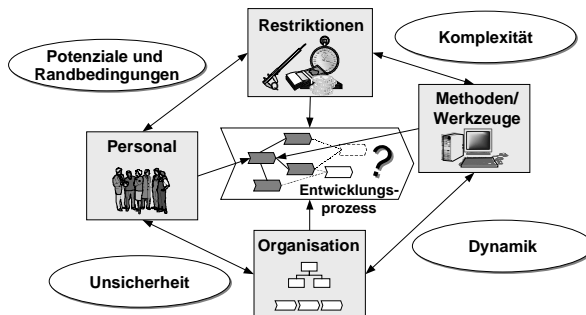 Restriktionen
Potenziale und
Randbedingungen
Komplexität
Methoden/
Werkzeuge
Personal
?
Entwicklungs-
prozess
Organisation
Dynamik
Unsicherheit